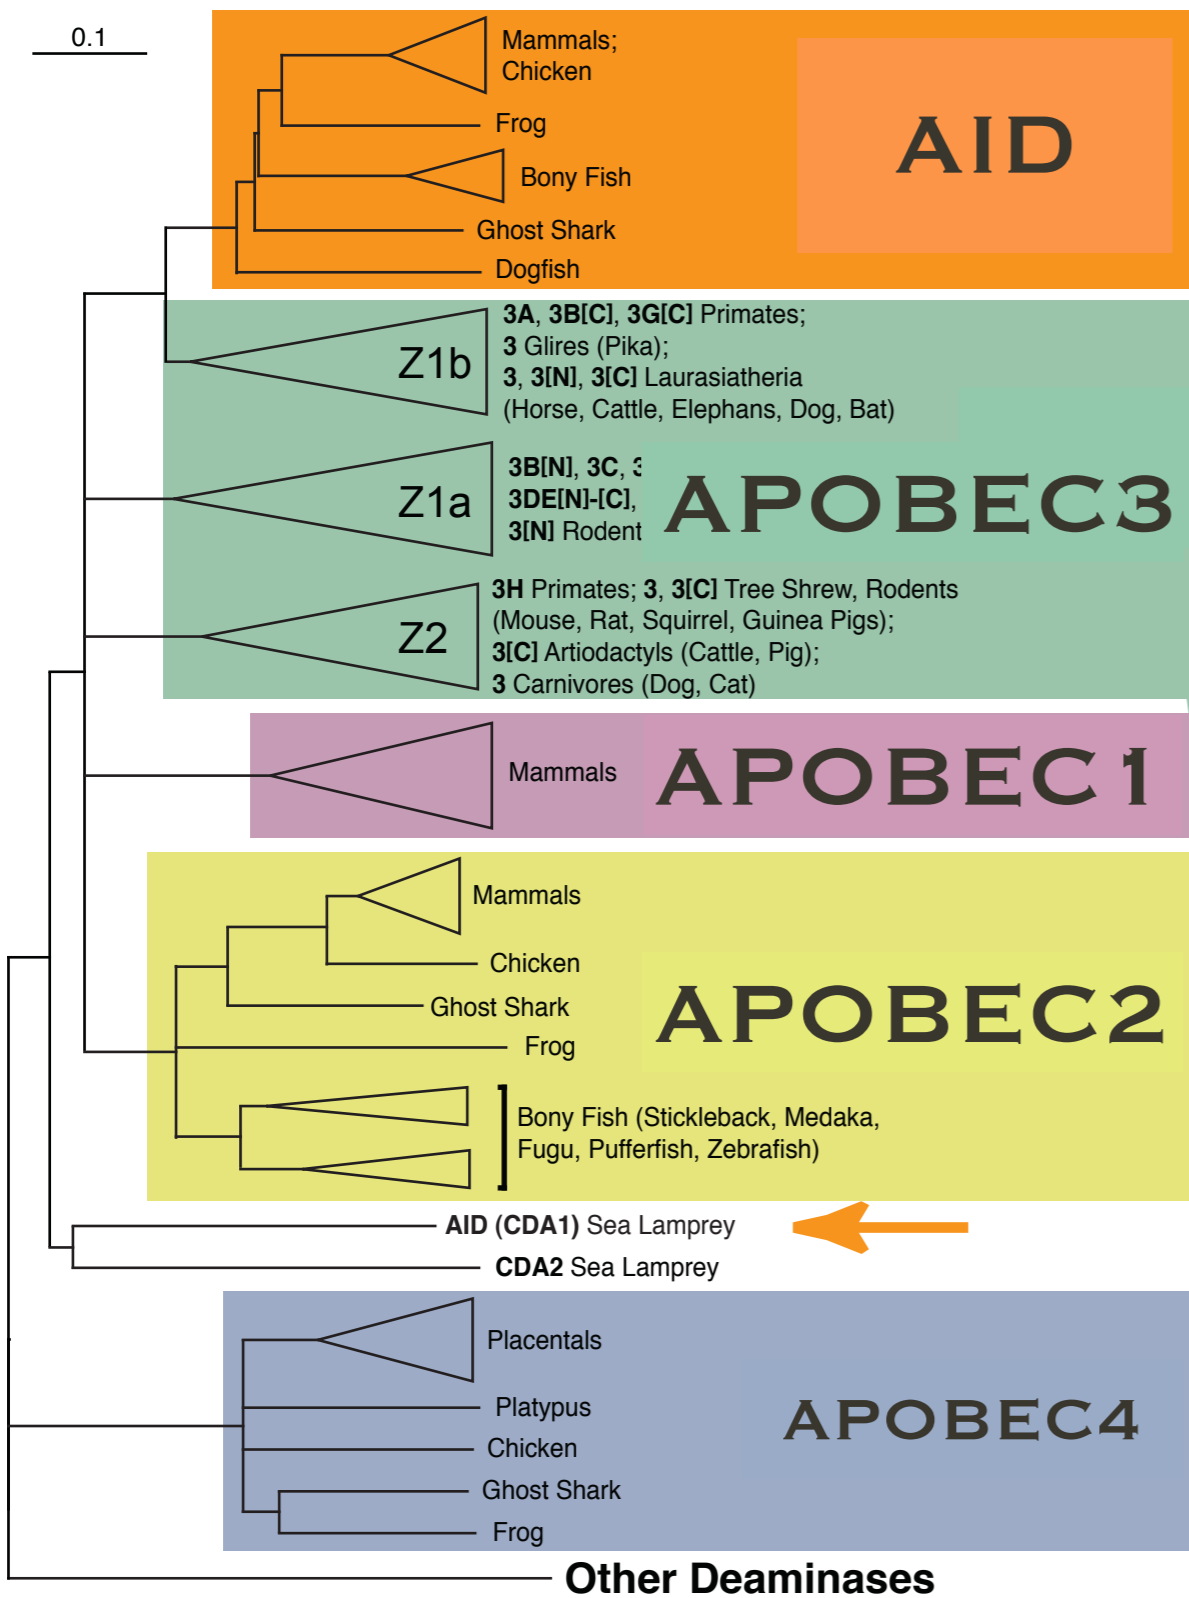 0.1
Mammals;
Chicken
Frog
Bony Fish
Ghost Shark
Dogfish
AID
Z1b
3A, 3B[C], 3G[C] Primates;
3 Glires (Pika);
3, 3[N], 3[C] Laurasiatheria
(Horse, Cattle, Elephans, Dog, Bat)
Z1a
3B[N], 3C,
3DE[N]-[C],
3[N] Rodent
APOBEC3
Z2
3H Primates; 3, 3[C] Tree Shrew, Rodents
(Mouse, Rat, Squirrel, Guinea Pigs);
3[C] Artiodactyls (Cattle, Pig);
3 Carnivores (Dog, Cat)
Mammals
APOBEC1
Mammals
Chicken
Ghost Shark
Frog
APOBEC2
Bony Fish (Stickleback, Medaka,
Fugu, Pufferfish, Zebrafish)
AID (CDA1) Sea Lamprey
CDA2 Sea Lamprey
Placentals
Platypus
Chicken
Ghost Shark
Frog
APOBEC4
Other Deaminases